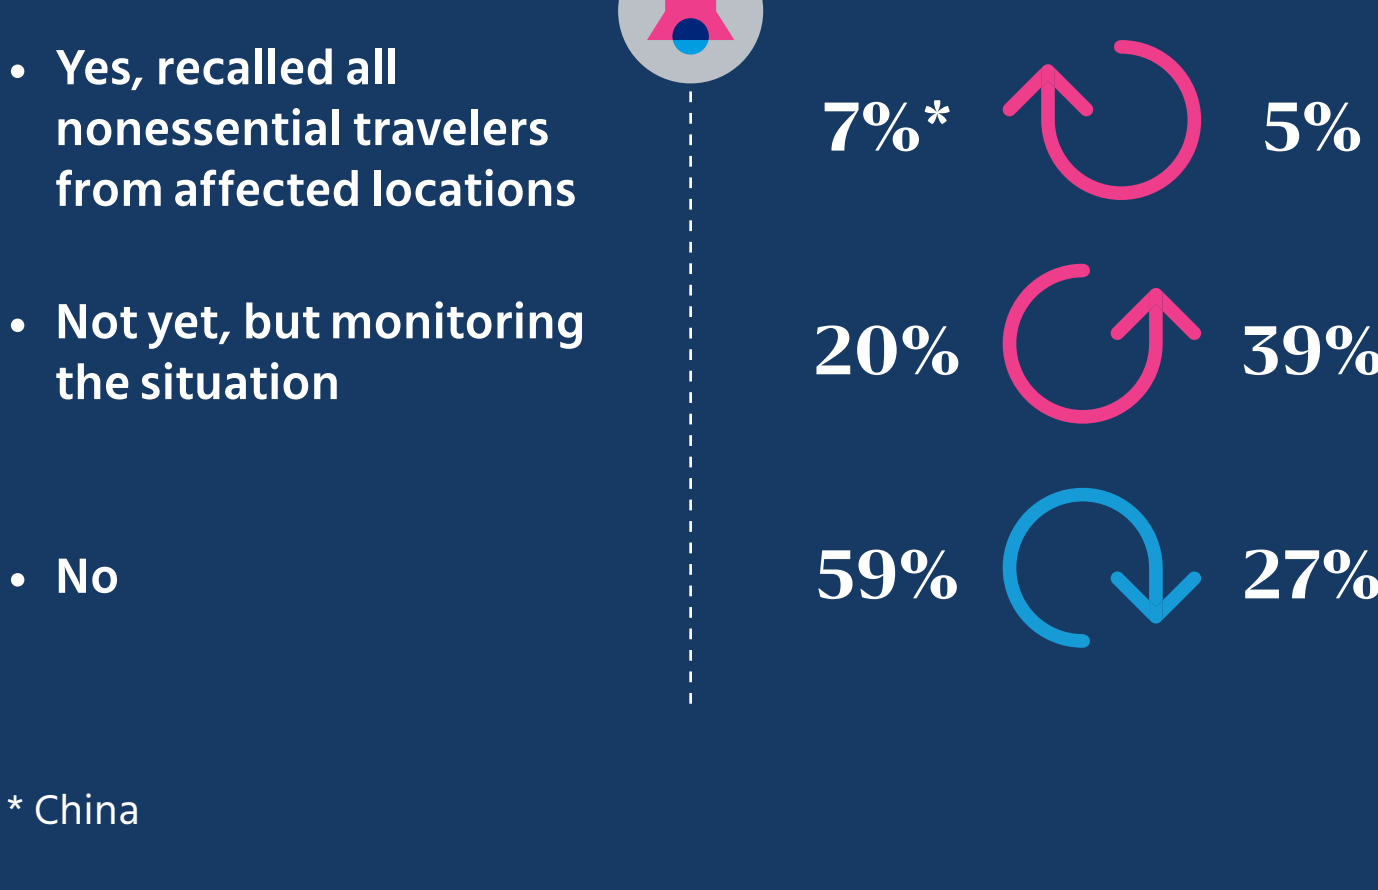 • Yes, recalled all
nonessential travelers
from affected locations
7%* 5%
• Not yet, but monitoring
the situation
20% 39%
• No
59% 27%
* China